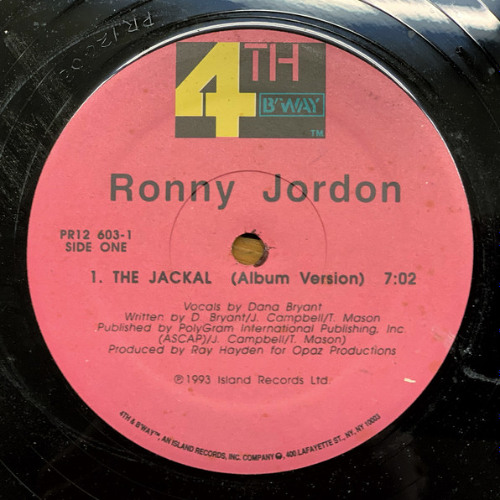 4TH
B'WAY
TM
Ronny Jordon
PR12 603-1
SIDE ONE
1. THE JACKAL (Album Version) 7:02
Vocals by Dana Bryant
Written by D. Bryant/J. Campbell/T. Mason
Published by PolyGram International Publishing, Inc.
(ASCAP)/J. Campbell/T. Mason)
Produced by Ray Hayden for Opaz Productions
℗1993 Island Records Ltd.
4TH & B'WAY™, AN ISLAND RECORDS, INC. COMPANY, 400 LAFAYETTE ST., NY, NY 10003